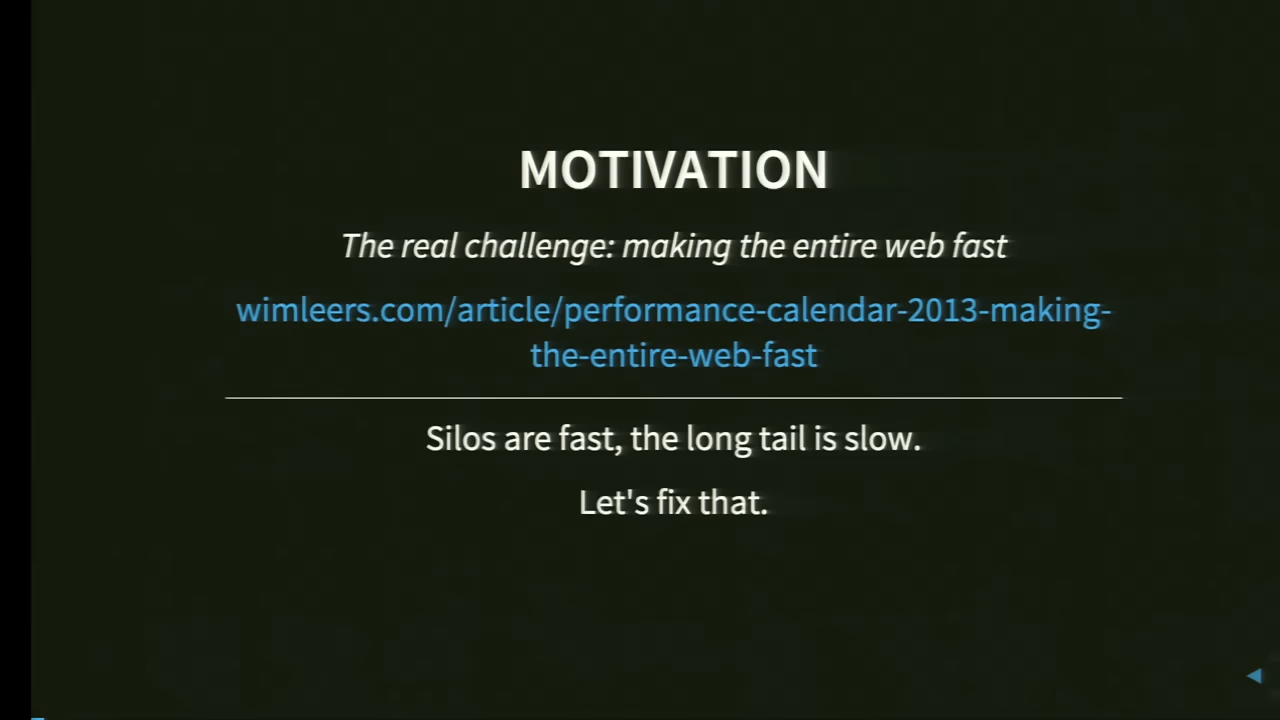 MOTIVATION
The real challenge: making the entire web fast
wimleers.com/article/performance-calendar-2013-making-
the-entire-web-fast
Silos are fast, the long tail is slow.
Let's fix that.